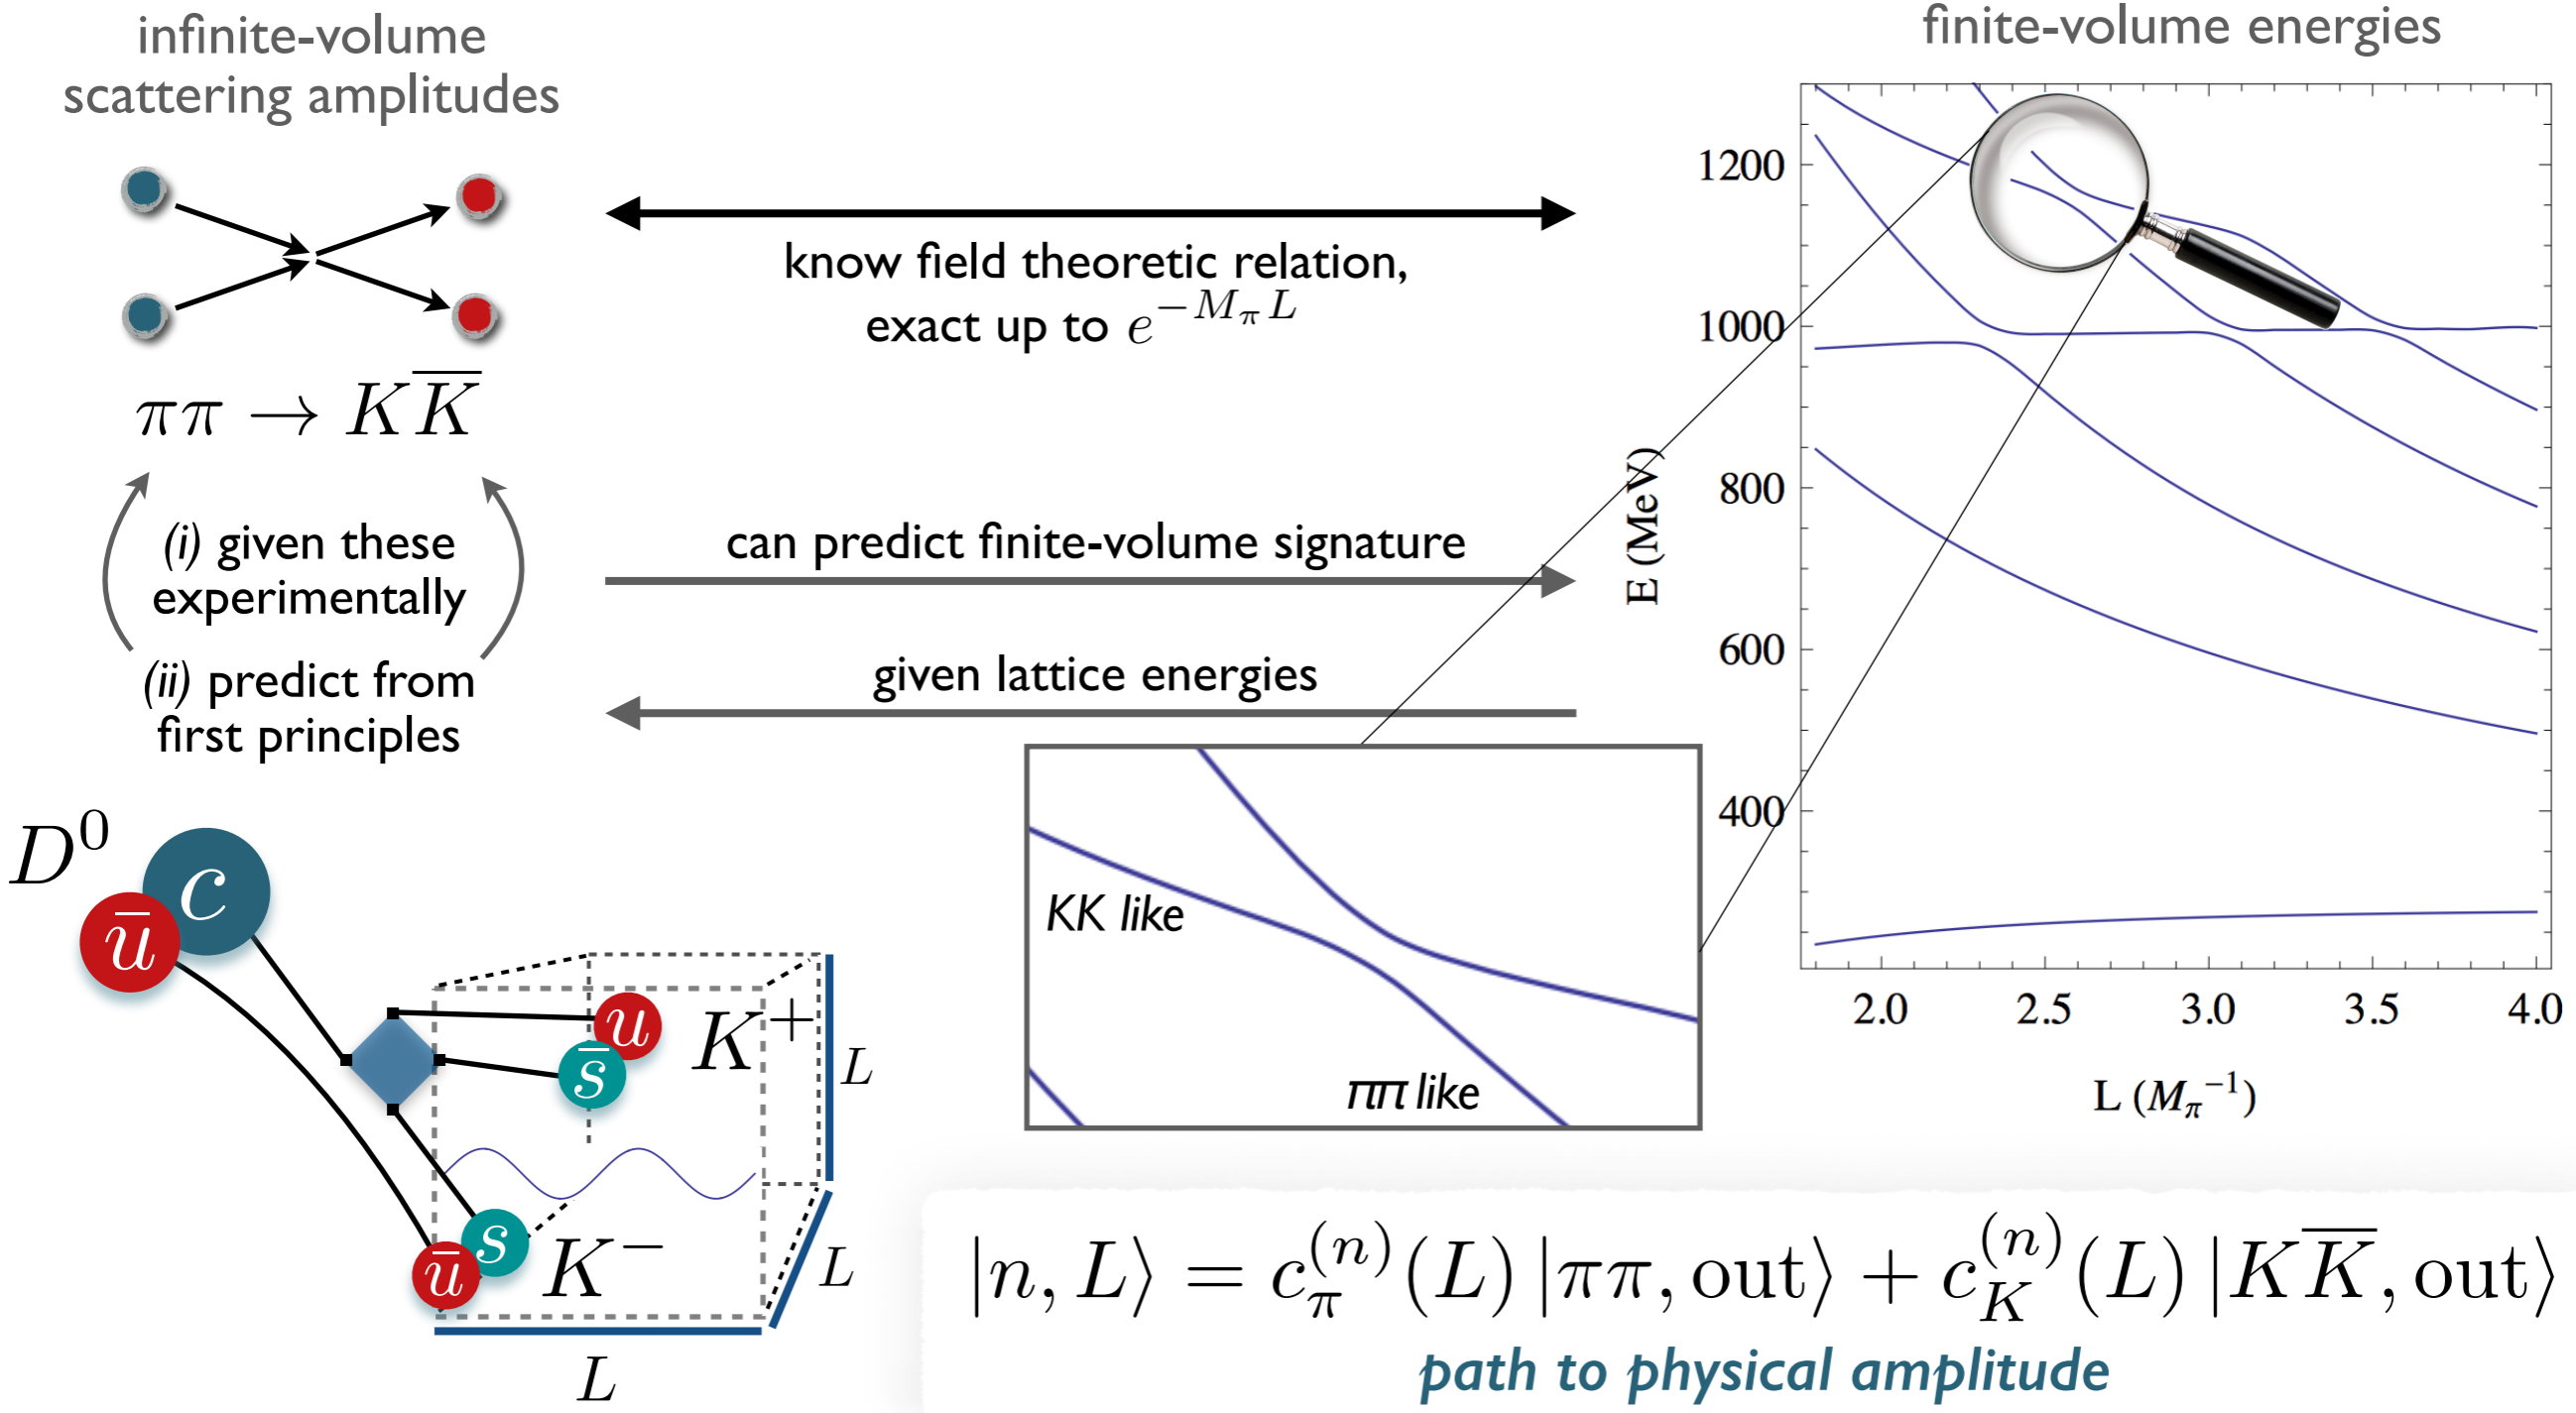 infinite-volume
scattering amplitudes
ππ → KK̅
(i) given these
experimentally
(ii) predict from
first principles
know field theoretic relation,
exact up to e^{−M_π L}
can predict finite-volume signature
given lattice energies
finite-volume energies
1200
1000
800
600
400
E (MeV)
2.0 2.5 3.0 3.5 4.0
L (M_π^{−1})
KK like
ππ like
D^0
c
u̅
u
K^+
s̅
L
s
u̅
K^−
L
L
|n, L⟩ = c_π^{(n)}(L) |ππ, out⟩ + c_K^{(n)}(L) |KK̅, out⟩
path to physical amplitude